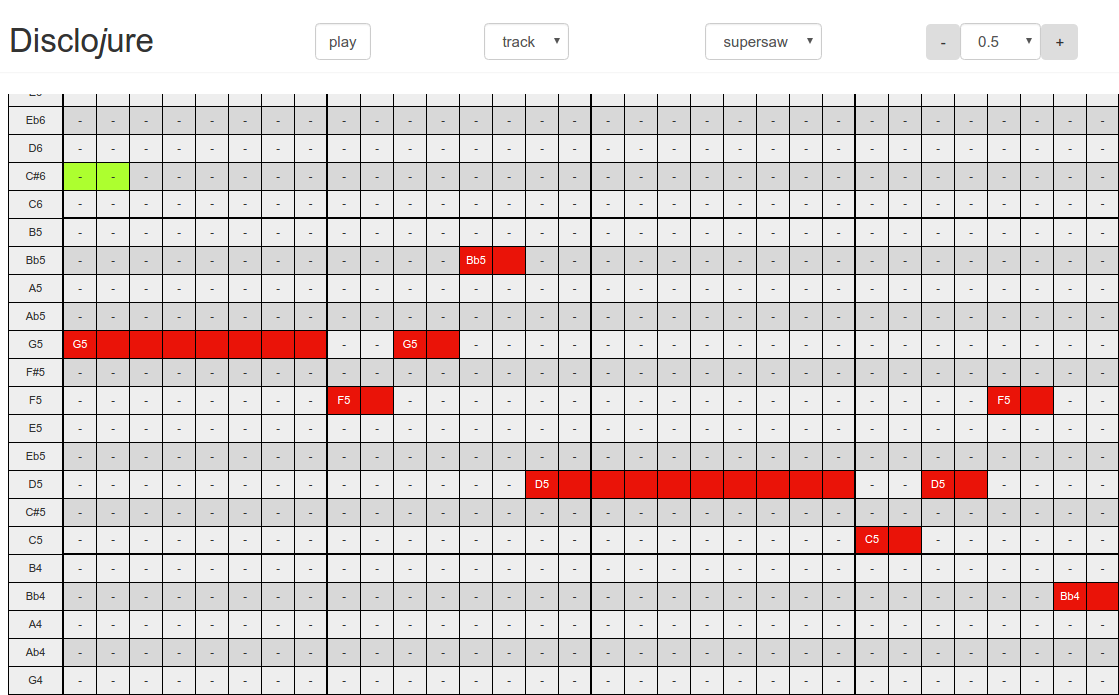 Disclojure play track supersaw - 0.5 +
Eb6 - - - - - - - - - - - - - - - - - - - - - - - - - - - - - - - -
D6 - - - - - - - - - - - - - - - - - - - - - - - - - - - - - - - -
C#6 - - - - - - - - - - - - - - - - - - - - - - - - - - - - - - - -
C6 - - - - - - - - - - - - - - - - - - - - - - - - - - - - - - - -
B5 - - - - - - - - - - - - - - - - - - - - - - - - - - - - - - - -
Bb5 - - - - - - - - - - - - Bb5 - - - - - - - - - - - - - - - - - -
A5 - - - - - - - - - - - - - - - - - - - - - - - - - - - - - - - -
Ab5 - - - - - - - - - - - - - - - - - - - - - - - - - - - - - - - -
G5 G5 - - G5 - - - - - - - - - - - - - - - - - - - -
F#5 - - - - - - - - - - - - - - - - - - - - - - - - - - - - - - - -
F5 - - - - - - - - F5 - - - - - - - - - - - - - - - - - - F5 - -
E5 - - - - - - - - - - - - - - - - - - - - - - - - - - - - - - - -
Eb5 - - - - - - - - - - - - - - - - - - - - - - - - - - - - - - - -
D5 - - - - - - - - - - - - - - D5 - - D5 - - - -
C#5 - - - - - - - - - - - - - - - - - - - - - - - - - - - - - - - -
C5 - - - - - - - - - - - - - - - - - - - - - - - - C5 - - - - - -
B4 - - - - - - - - - - - - - - - - - - - - - - - - - - - - - - - -
Bb4 - - - - - - - - - - - - - - - - - - - - - - - - - - - - - - Bb4
A4 - - - - - - - - - - - - - - - - - - - - - - - - - - - - - - - -
Ab4 - - - - - - - - - - - - - - - - - - - - - - - - - - - - - - - -
G4 - - - - - - - - - - - - - - - - - - - - - - - - - - - - - - - -